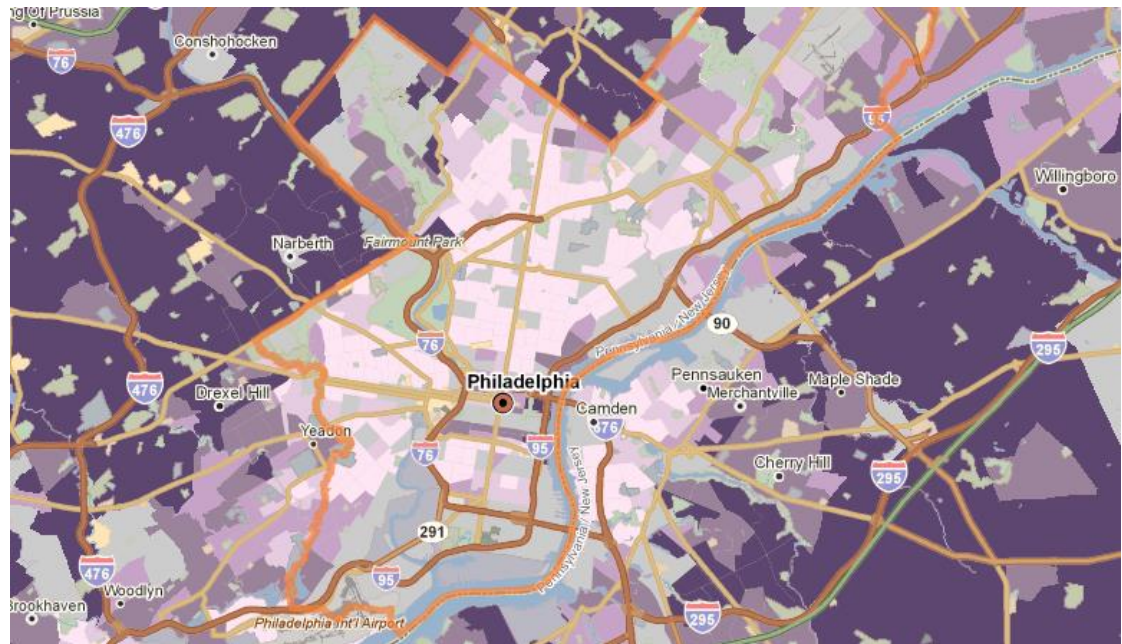 ng Of Prussia
Conshohocken
76
476
95
Willingboro
Narberth
Fairmount Park
Pennsylvania / New Jersey
90
76
295
Philadelphia
Pennsauken
Maple Shade
476
Drexel Hill
Merchantville
Camden
676
Yeadon
76
95
Pennsylvania / New Jersey
Cherry Hill
295
291
476
95
Woodlyn
Brookhaven
Philadelphia Int'l Airport
295